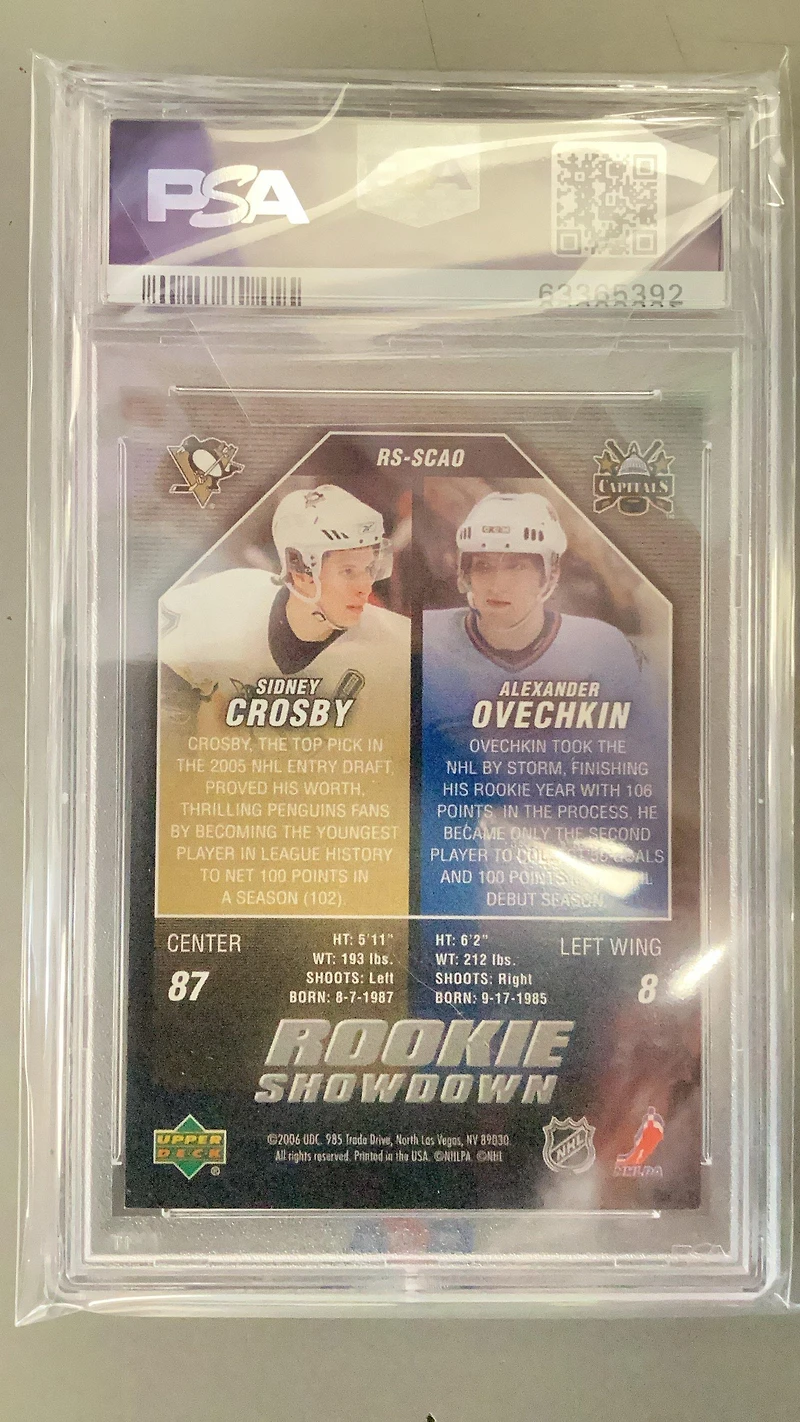 PSA
63365392
RS-SCAO
CAPITALS
SIDNEY
CROSBY
CROSBY, THE TOP PICK IN
THE 2005 NHL ENTRY DRAFT,
PROVED HIS WORTH,
THRILLING PENGUINS FANS
BY BECOMING THE YOUNGEST
PLAYER IN LEAGUE HISTORY
TO NET 100 POINTS IN
A SEASON (102).
ALEXANDER
OVECHKIN
OVECHKIN TOOK THE
NHL BY STORM, FINISHING
HIS ROOKIE YEAR WITH 106
POINTS. IN THE PROCESS, HE
BECAME ONLY THE SECOND
PLAYER TO GOALS
AND 100 POINTS
DEBUT SEASON.
CENTER
87
HT: 5'11"
WT: 193 lbs.
SHOOTS: Left
BORN: 8-7-1987
HT: 6'2"
WT: 212 lbs.
SHOOTS: Right
BORN: 9-17-1985
LEFT WING
8
ROOKIE
SHOWDOWN
UPPER
DECK
©2006 UDC. 985 Trade Drive, North Las Vegas, NV 89030.
All rights reserved. Printed in the USA. ©NHLPA ©NHL
NHL
NHLPA